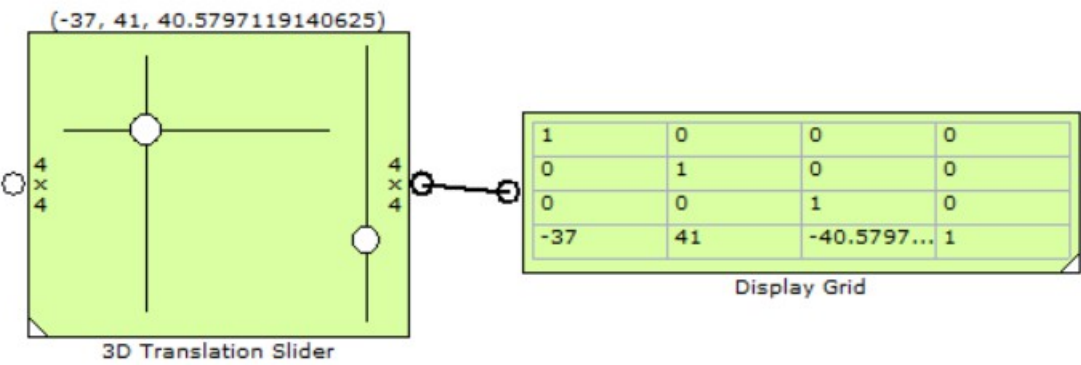 (-37, 41, 40.5797119140625)
4
x
4
4
x
4
3D Translation Slider
1 0 0 0
0 1 0 0
0 0 1 0
-37 41 -40.5797... 1
Display Grid